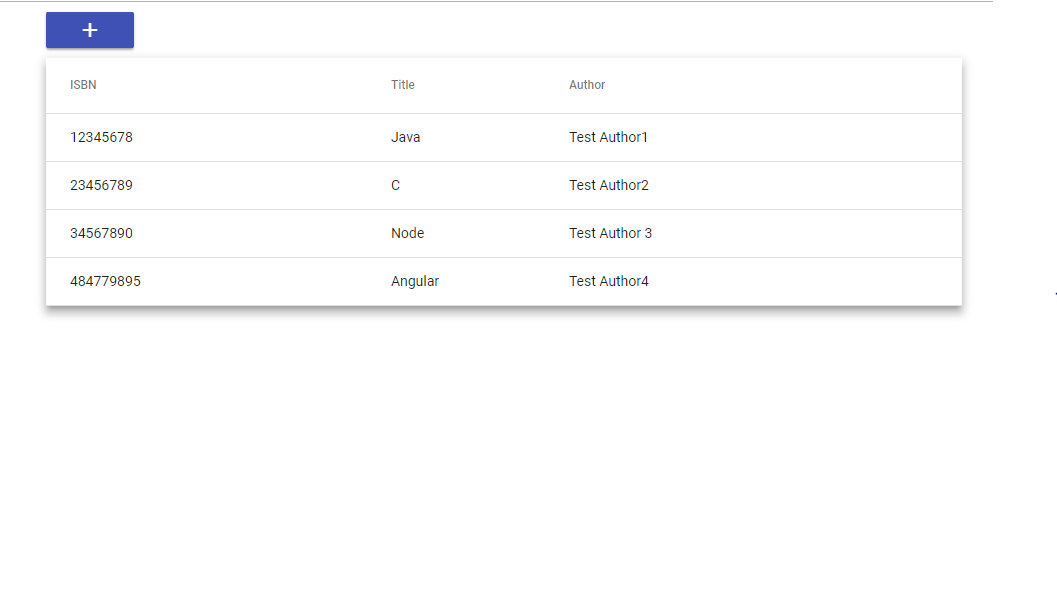 +
ISBN Title Author
12345678 Java Test Author1
23456789 C Test Author2
34567890 Node Test Author 3
484779895 Angular Test Author4